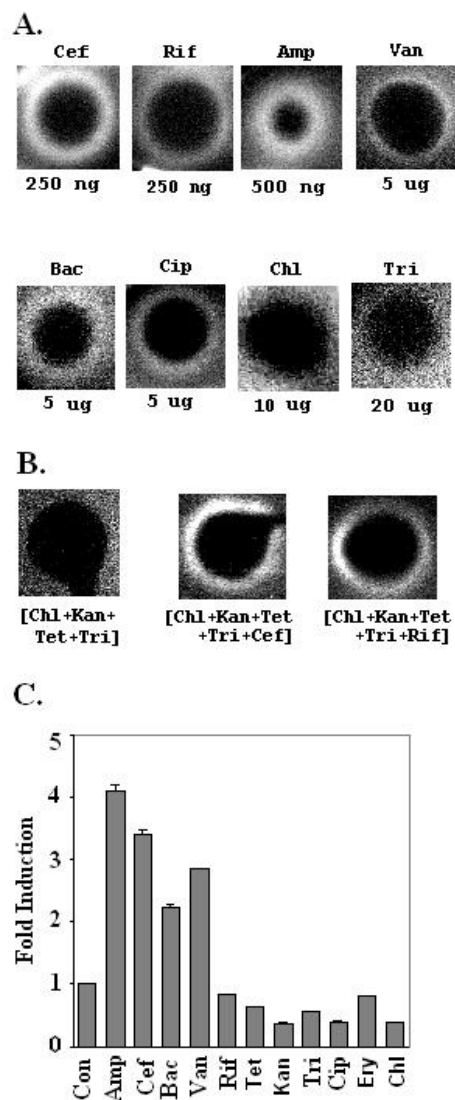 A.
Cef Rif Amp Van
250 ng 250 ng 500 ng 5 ug
Bac Cip Chl Tri
5 ug 5 ug 10 ug 20 ug
B.
[Chl+Kan+ [Chl+Kan+Tet [Chl+Kan+Tet
Tet+Tri] +Tri+Cef] +Tri+Rif]
C.
5
4
3
2
1
0
Fold Induction
Con Amp Cef Bac Van Rif Tet Kan Tri Cip Ery Chl